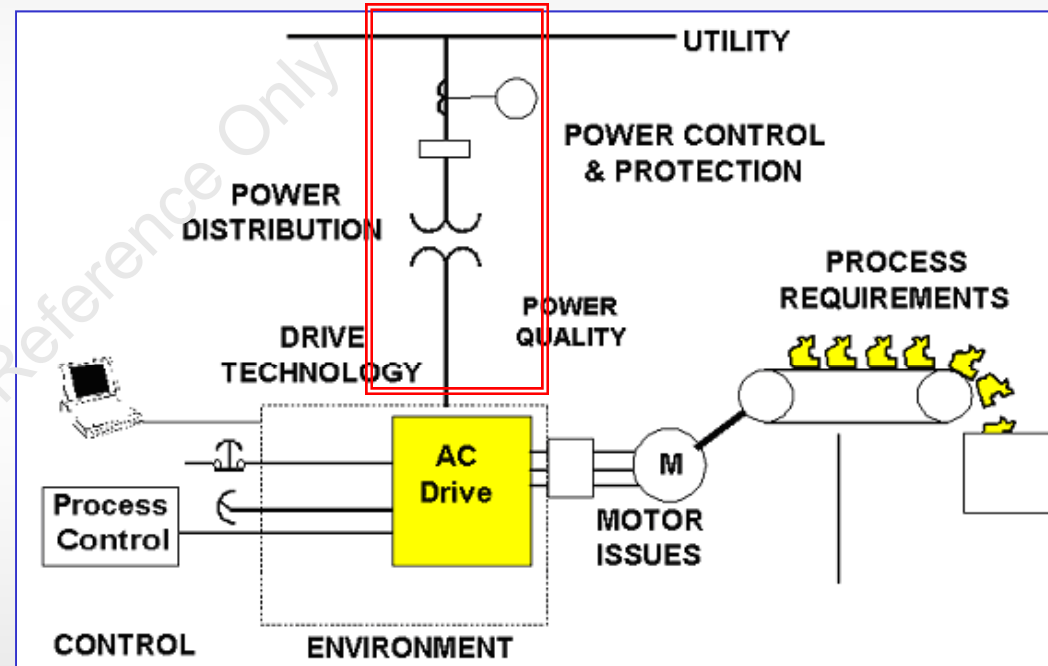 UTILITY
POWER CONTROL
& PROTECTION
POWER
DISTRIBUTION
PROCESS
REQUIREMENTS
POWER
QUALITY
DRIVE
TECHNOLOGY
AC
Drive
M
Process
Control
MOTOR
ISSUES
CONTROL
ENVIRONMENT
Reference Only